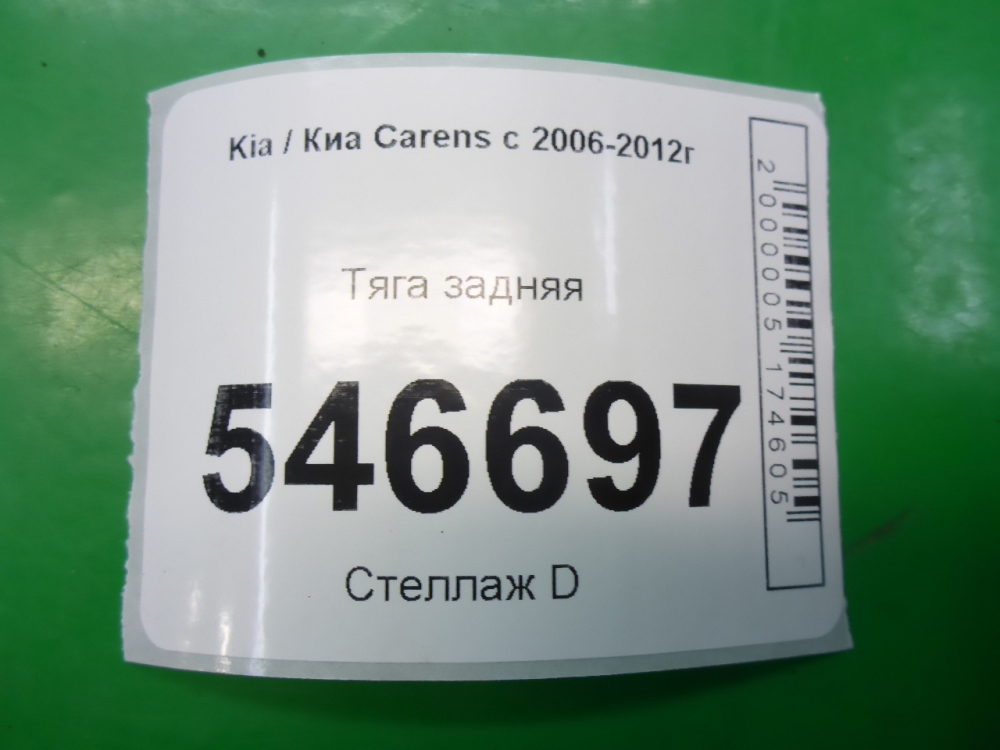 Kia / Киа Carens с 2006-2012г
Тяга задняя
546697
Стеллаж D
2000005174605